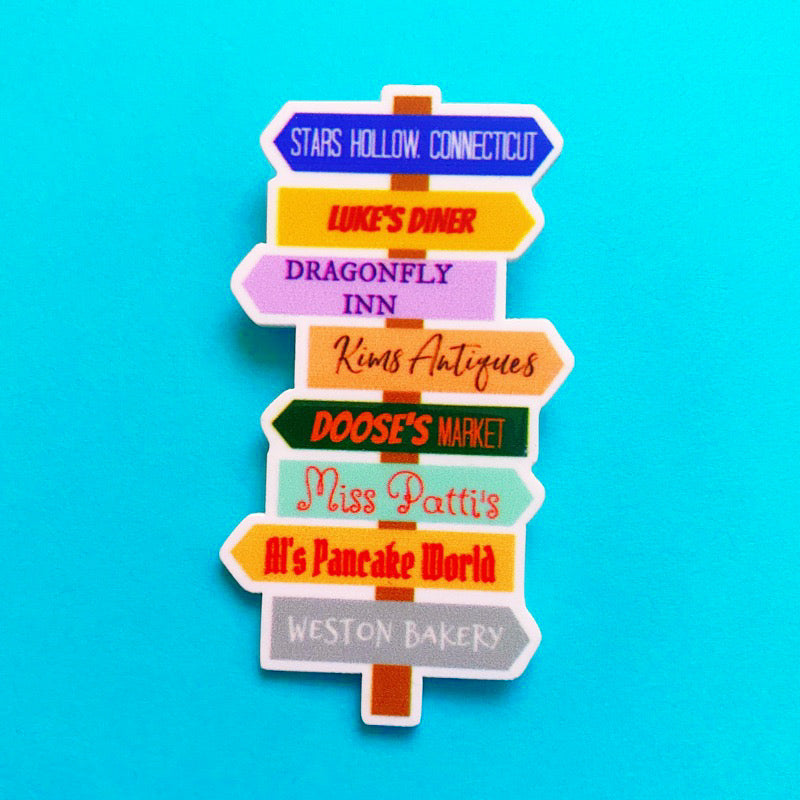 STARS HOLLOW, CONNECTICUT
LUKE'S DINER
DRAGONFLY
INN
Kims Antiques
DOOSE'S MARKET
Miss Patti's
Al's Pancake World
WESTON BAKERY